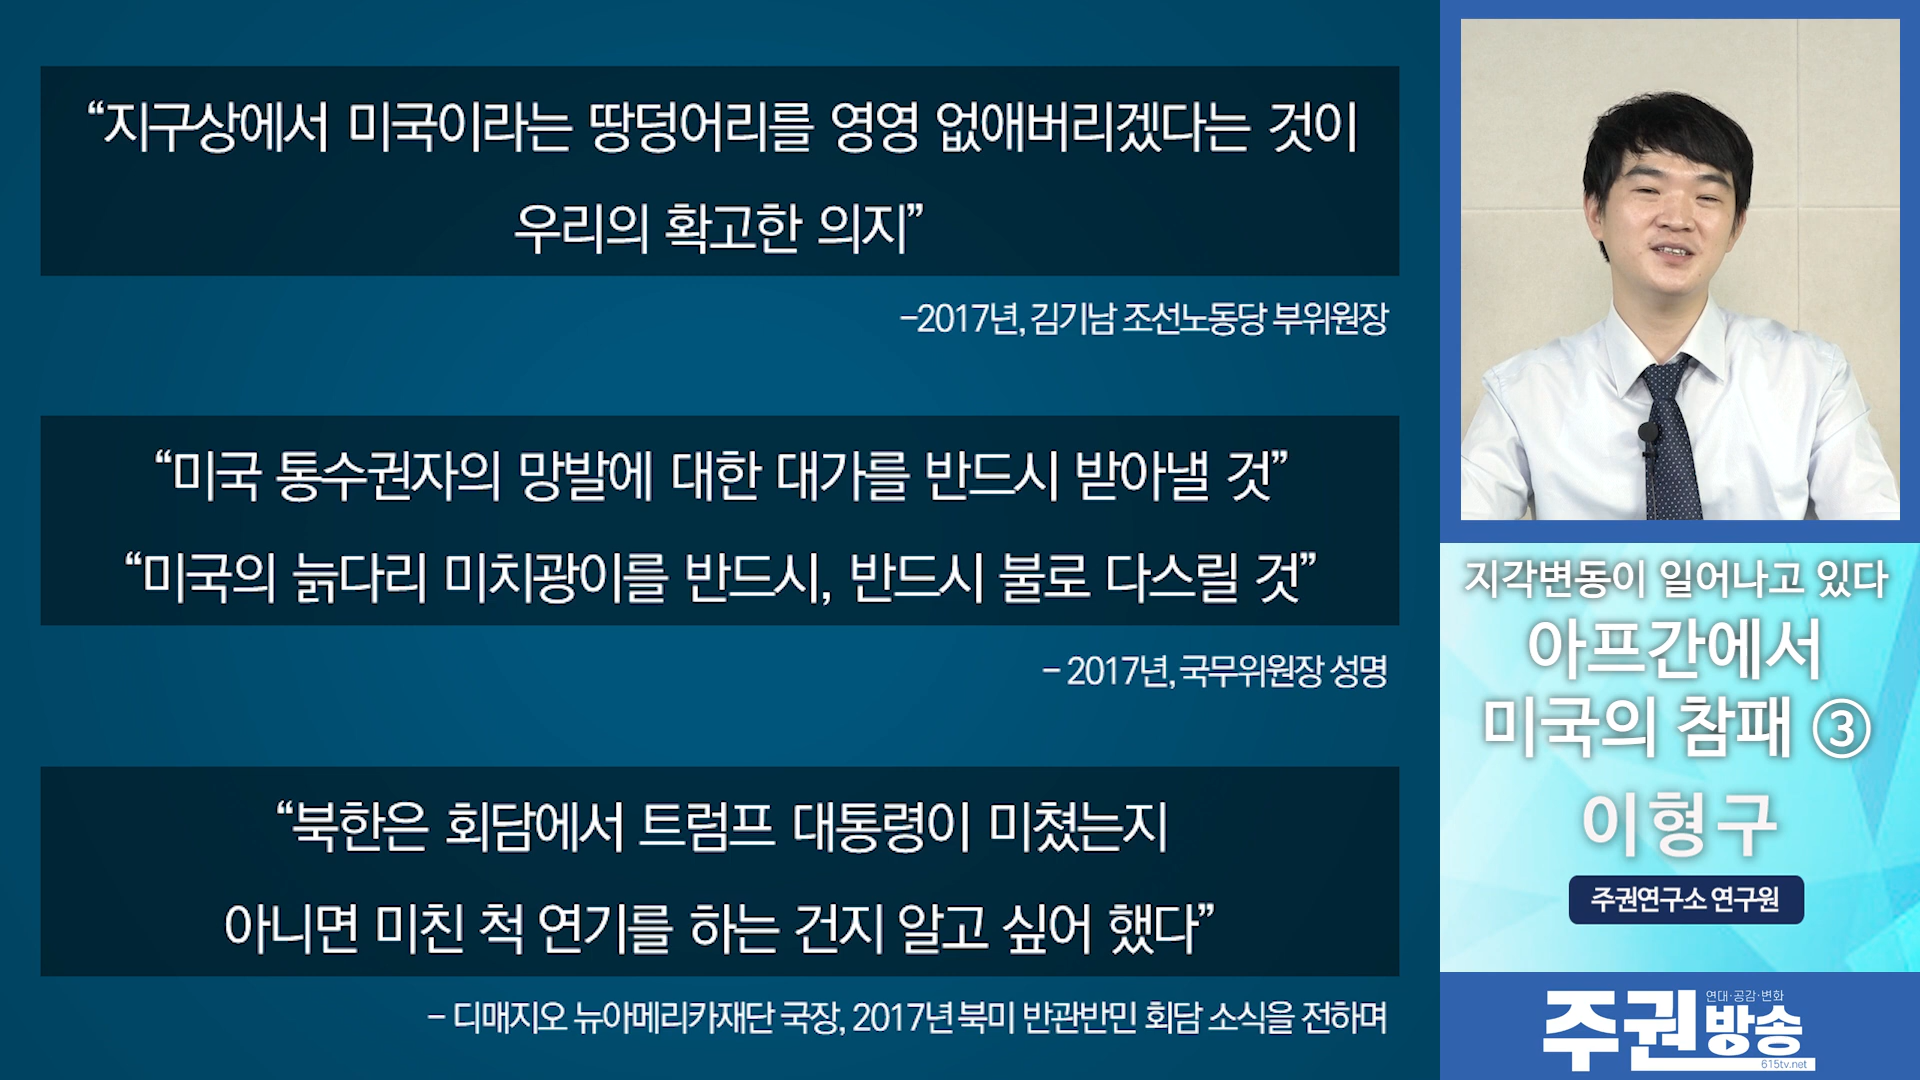 “지구상에서 미국이라는 땅덩어리를 영영 없애버리겠다는 것이
우리의 확고한 의지”
-2017년, 김기남 조선노동당 부위원장
“미국 통수권자의 망발에 대한 대가를 반드시 받아낼 것”
“미국의 늙다리 미치광이를 반드시, 반드시 불로 다스릴 것”
- 2017년, 국무위원장 성명
“북한은 회담에서 트럼프 대통령이 미쳤는지
아니면 미친 척 연기를 하는 건지 알고 싶어 했다”
- 디매지오 뉴아메리카재단 국장, 2017년 북미 반관반민 회담 소식을 전하며
지각변동이 일어나고 있다
아프간에서
미국의 참패 ③
이형구
주권연구소 연구원
연대·공감·변화
주권방송
615tv.net